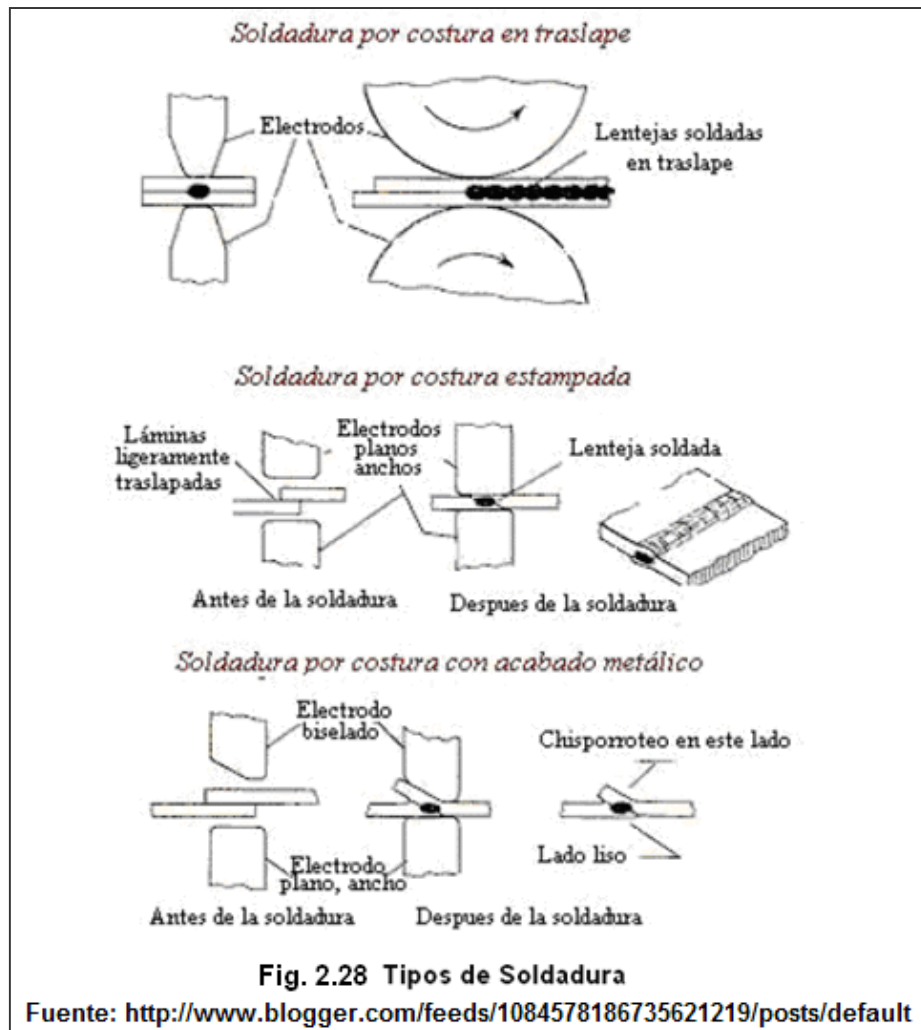 Soldadura por costura en traslape
Electrodos
Lentejas soldadas
en traslape
Soldadura por costura estampada
Láminas
ligeramente
traslapadas
Electrodos
planos
anchos
Lenteja soldada
Antes de la soldadura
Despues de la soldadura
Soldadura por costura con acabado metálico
Electrodo
biselado
Chisporroteo en este lado
Electrodo
plano, ancho
Lado liso
Antes de la soldadura
Despues de la soldadura
Fig. 2.28 Tipos de Soldadura
Fuente: http://www.blogger.com/feeds/1084578186735621219/posts/default